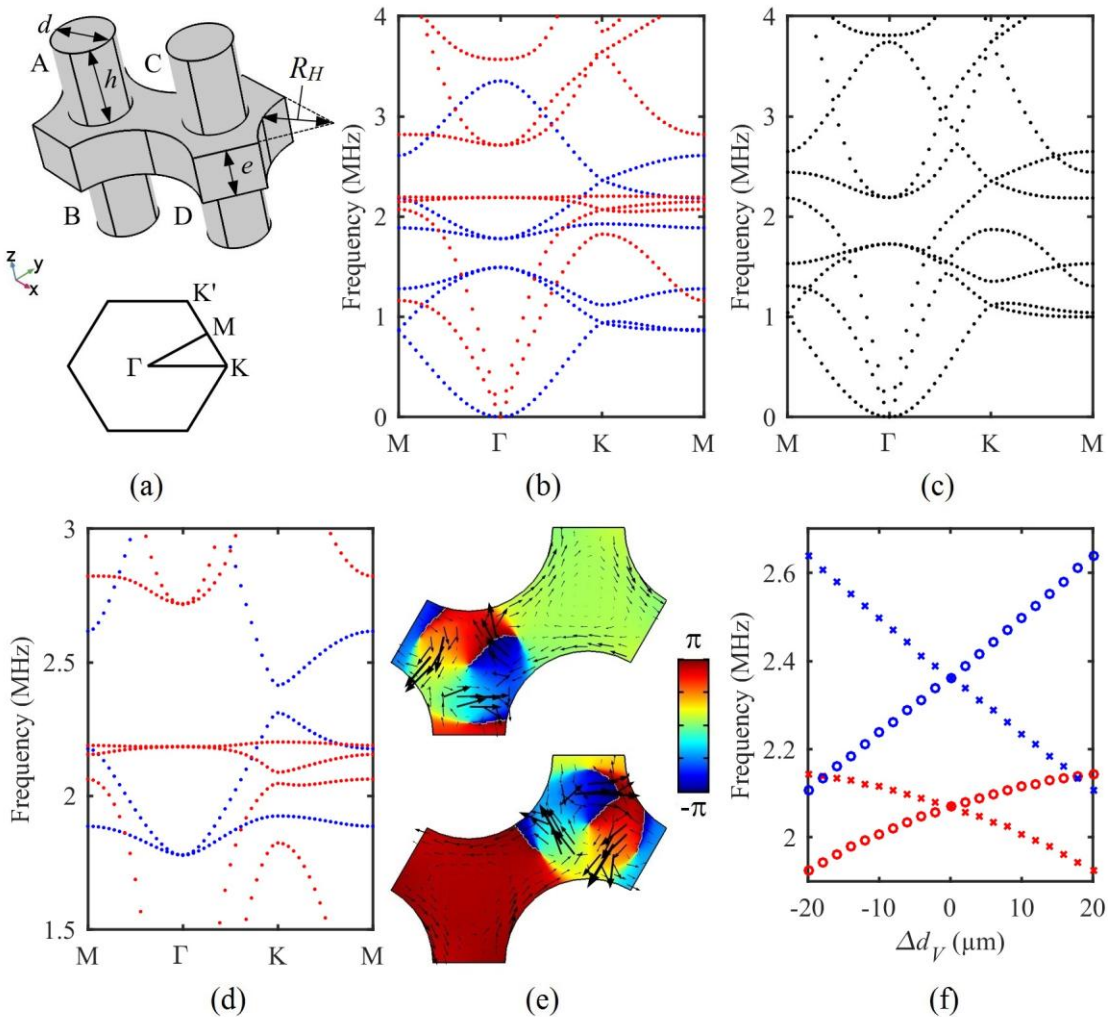 d
A
C
h
R_H
e
B
D
z
y
x
K'
M
Γ
K
(a)
Frequency (MHz)
4
3
2
1
0
M
Γ
K
M
(b)
Frequency (MHz)
4
3
2
1
0
M
Γ
K
M
(c)
Frequency (MHz)
3
2.5
2
1.5
M
Γ
K
M
(d)
π
-π
(e)
Frequency (MHz)
2.6
2.4
2.2
2
-20
-10
0
10
20
Δd_V (μm)
(f)